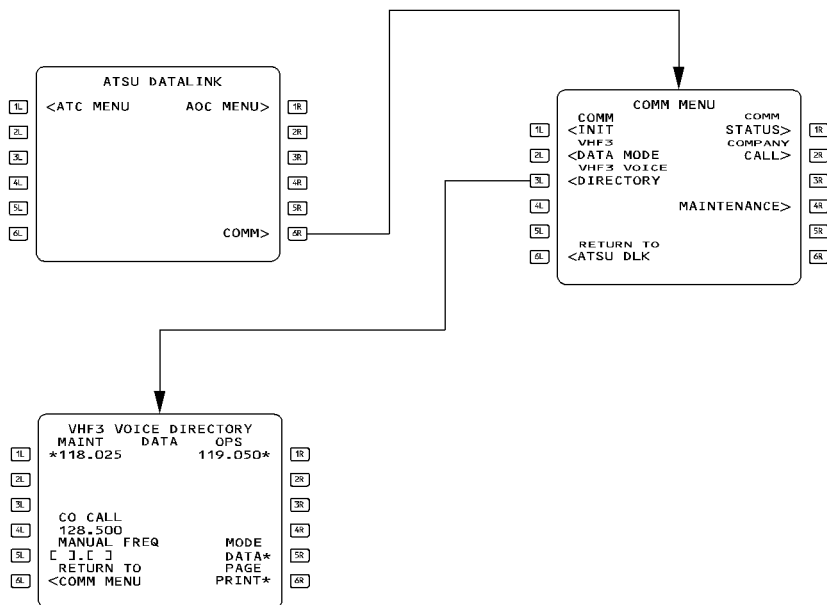 ATSU DATALINK
1L <ATC MENU AOC MENU> 1R
2L 2R
3L 3R
4L 4R
5L 5R
6L COMM> 6R
COMM MENU
COMM COMM
1L <INIT STATUS> 1R
VHF3 COMPANY
2L <DATA MODE CALL> 2R
VHF3 VOICE
3L <DIRECTORY 3R
4L MAINTENANCE> 4R
5L 5R
RETURN TO
6L <ATSU DLK 6R
VHF3 VOICE DIRECTORY
MAINT DATA OPS
1L *118.025 119.050* 1R
2L 2R
3L 3R
CO CALL
4L 128.500 4R
MANUAL FREQ MODE
5L [ ].[ ] DATA* 5R
RETURN TO PAGE
6L <COMM MENU PRINT* 6R